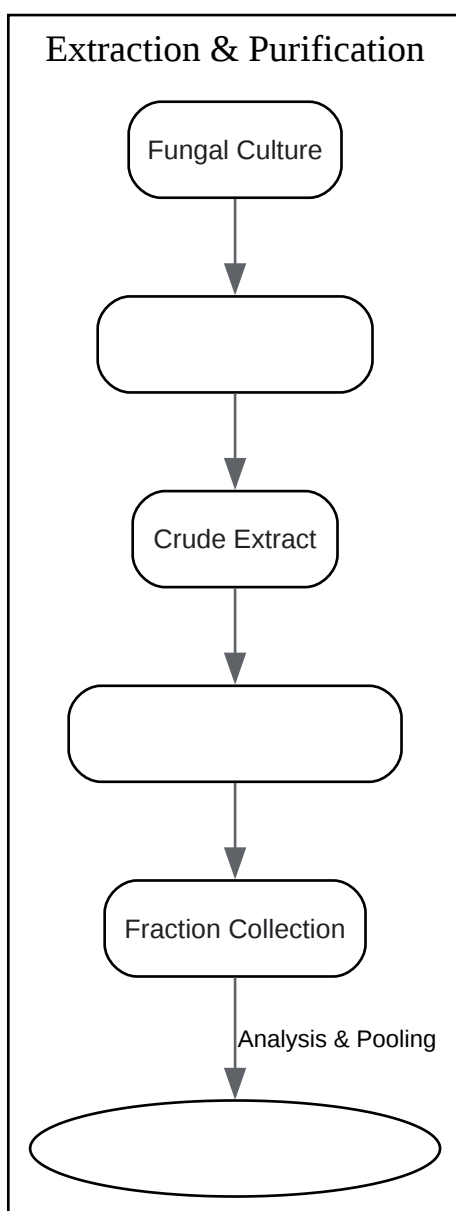 Extraction & Purification
Fungal Culture
Crude Extract
Fraction Collection
Analysis & Pooling